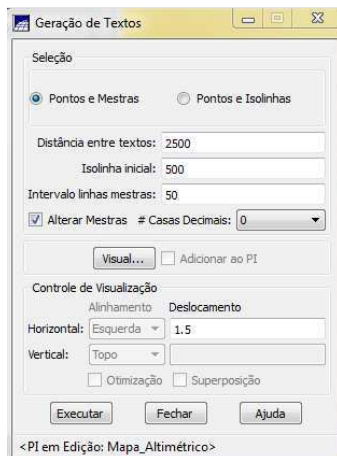 Geração de Textos
Seleção
Pontos e Mestras Pontos e Isolinhas
Distância entre textos: 2500
Isolinha inicial: 500
Intervalo linhas mestras: 50
Alterar Mestras # Casas Decimais: 0
Visual... Adicionar ao PI
Controle de Visualização
Alinhamento Deslocamento
Horizontal: Esquerda 1.5
Vertical: Topo
Otimização Superposição
Executar Fechar Ajuda
<PI em Edição: Mapa_Altimétrico>